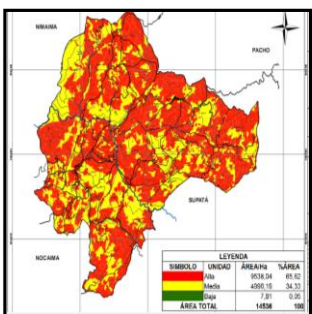 NIMAIMA
PACHO
SUPATÁ
NOCAIMA
LEYENDA
SIMBOLO UNIDAD ÁREA/Ha %ÁREA
Alta 9538,04 65,62
Media 4990,15 34,33
Baja 7,81 0,05
ÁREA TOTAL 14536 100